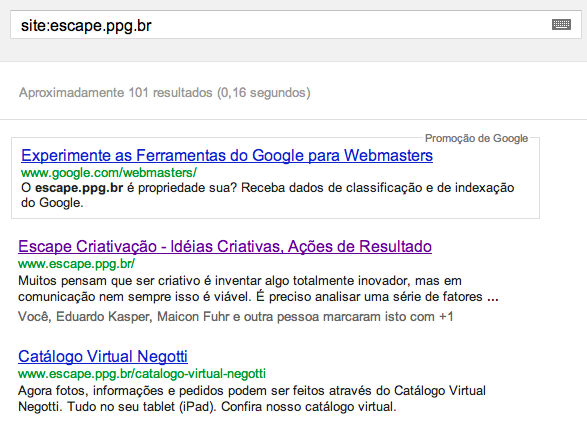 site:escape.ppg.br
Aproximadamente 101 resultados (0,16 segundos)
Promoção de Google
Experimente as Ferramentas do Google para Webmasters
www.google.com/webmasters/
O escape.ppg.br é propriedade sua? Receba dados de classificação e de indexação
do Google.
Escape Criativação - Idéias Criativas, Ações de Resultado
www.escape.ppg.br/
Muitos pensam que ser criativo é inventar algo totalmente inovador, mas em
comunicação nem sempre isso é viável. É preciso analisar uma série de fatores ...
Você, Eduardo Kasper, Maicon Fuhr e outra pessoa marcaram isto com +1
Catálogo Virtual Negotti
www.escape.ppg.br/catalogo-virtual-negotti
Agora fotos, informações e pedidos podem ser feitos através do Catálogo Virtual
Negotti. Tudo no seu tablet (iPad). Confira nosso catálogo virtual.